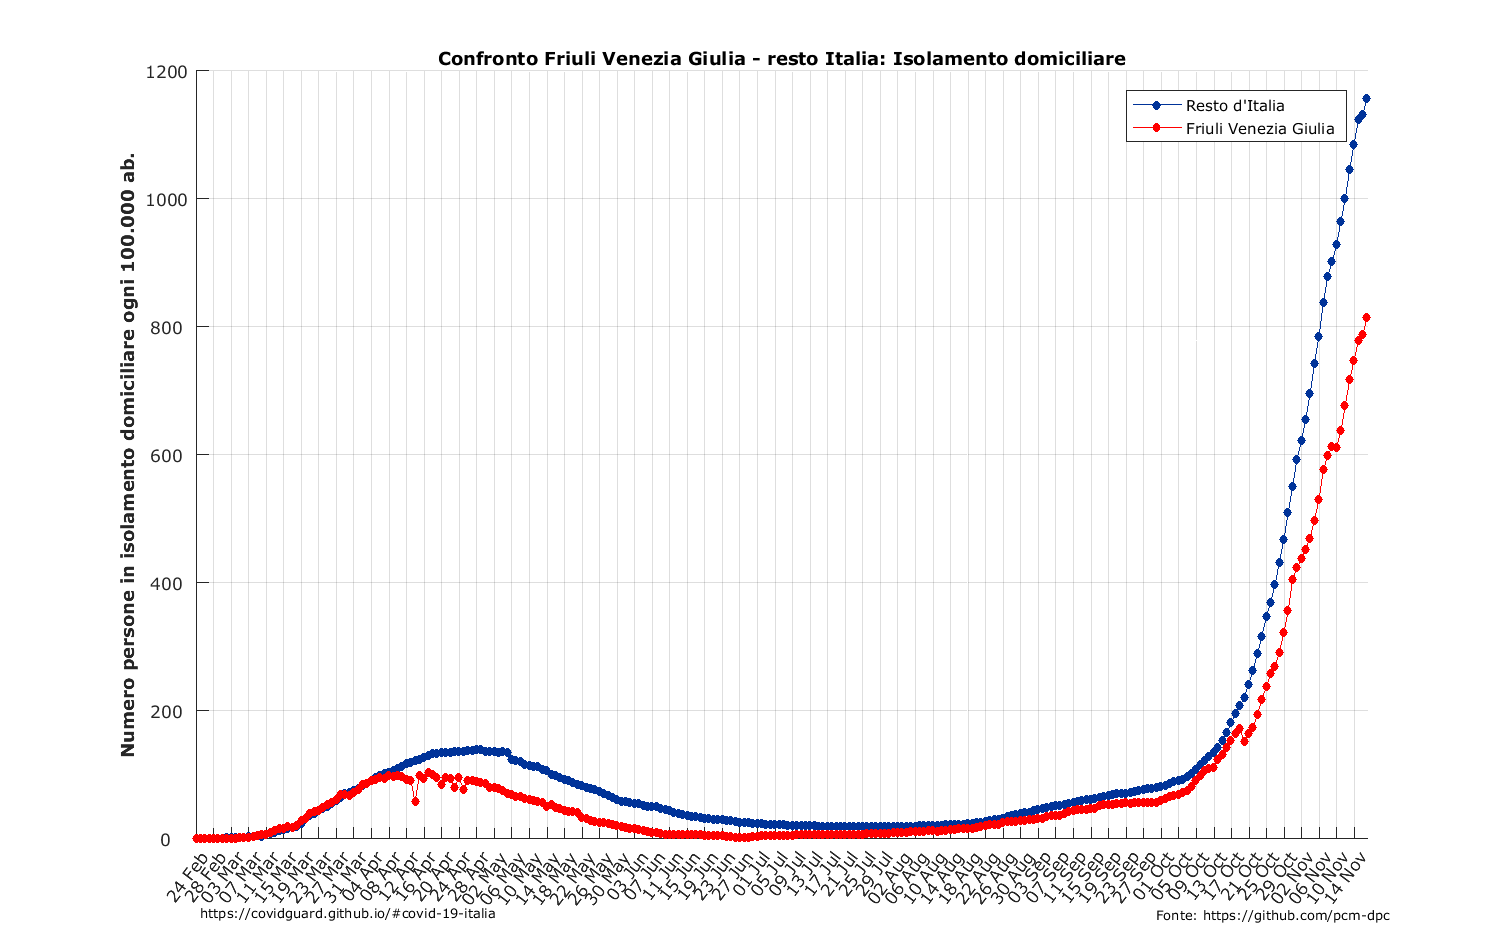 Confronto Friuli Venezia Giulia - resto Italia: Isolamento domiciliare
Resto d'Italia
Friuli Venezia Giulia
Numero persone in isolamento domiciliare ogni 100.000 ab.
1200
1000
800
600
400
200
0
24 Feb
28 Feb
03 Mar
07 Mar
11 Mar
15 Mar
19 Mar
23 Mar
27 Mar
31 Mar
04 Apr
08 Apr
12 Apr
16 Apr
20 Apr
24 Apr
28 Apr
02 May
06 May
10 May
14 May
18 May
22 May
26 May
30 May
03 Jun
07 Jun
11 Jun
15 Jun
19 Jun
23 Jun
27 Jun
01 Jul
05 Jul
09 Jul
13 Jul
17 Jul
21 Jul
25 Jul
29 Jul
02 Aug
06 Aug
10 Aug
14 Aug
18 Aug
22 Aug
26 Aug
30 Aug
03 Sep
07 Sep
11 Sep
15 Sep
19 Sep
23 Sep
27 Sep
01 Oct
05 Oct
09 Oct
13 Oct
17 Oct
21 Oct
25 Oct
29 Oct
02 Nov
06 Nov
10 Nov
14 Nov
https://covidguard.github.io/#covid-19-italia
Fonte: https://github.com/pcm-dpc